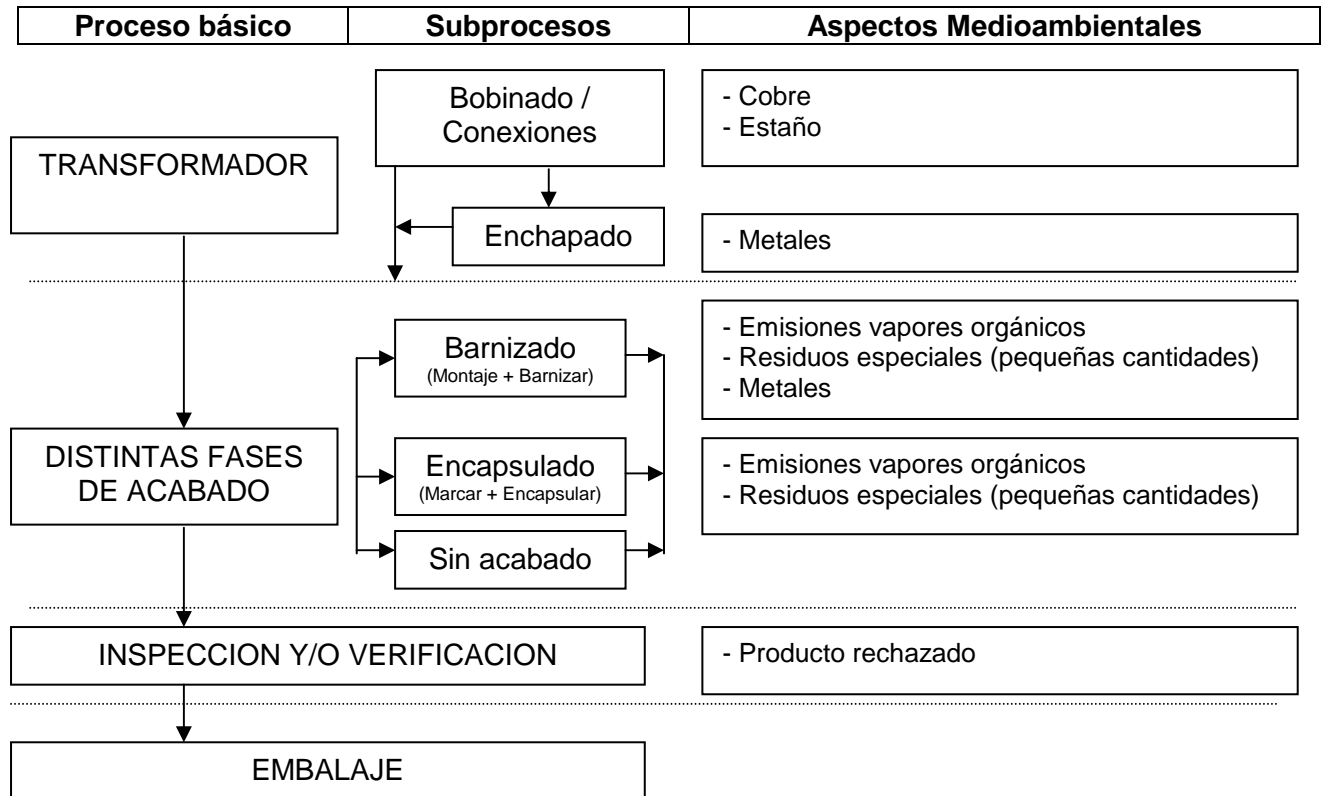 Proceso básico
Subprocesos
Aspectos Medioambientales
TRANSFORMADOR
Bobinado /
Conexiones
- Cobre
- Estaño
Enchapado
- Metales
DISTINTAS FASES
DE ACABADO
Barnizado
(Montaje + Barnizar)
- Emisiones vapores orgánicos
- Residuos especiales (pequeñas cantidades)
- Metales
Encapsulado
(Marcar + Encapsular)
- Emisiones vapores orgánicos
- Residuos especiales (pequeñas cantidades)
Sin acabado
INSPECCION Y/O VERIFICACION
- Producto rechazado
EMBALAJE